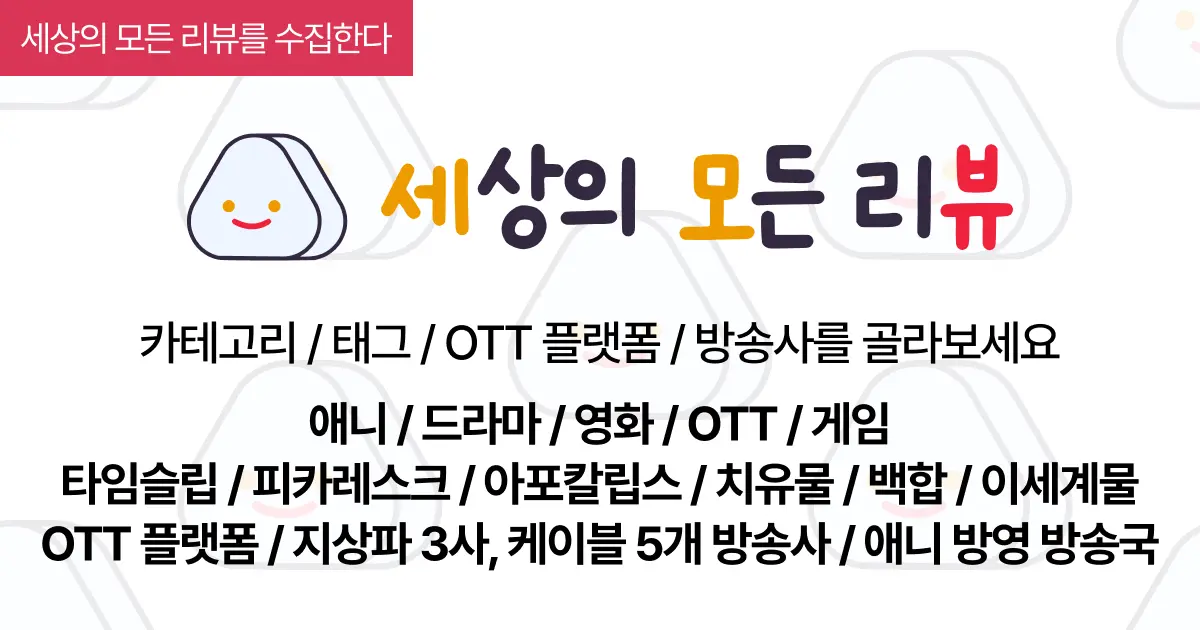 세상의 모든 리뷰를 수집한다
세상의 모든 리뷰
카테고리 / 태그 / OTT 플랫폼 / 방송사를 골라보세요
애니 / 드라마 / 영화 / OTT / 게임
타임슬립 / 피카레스크 / 아포칼립스 / 치유물 / 백합 / 이세계물
OTT 플랫폼 / 지상파 3사, 케이블 5개 방송사 / 애니 방영 방송국